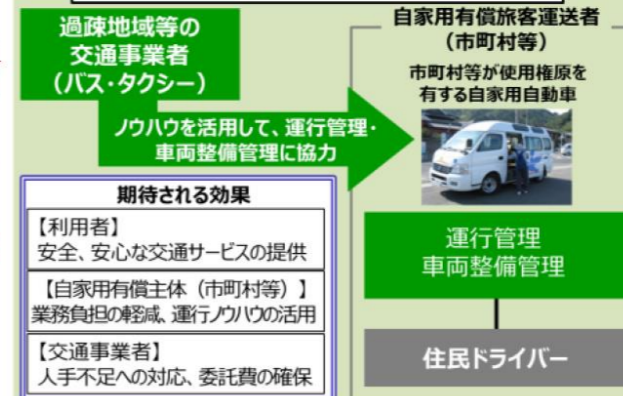 過疎地域等の
交通事業者
(バス・タクシー)
自家用有償旅客運送者
(市町村等)
市町村等が使用権原を
有する自家用自動車
ノウハウを活用して、運行管理・
車両整備管理に協力
期待される効果
【利用者】
安全、安心な交通サービスの提供
【自家用有償主体(市町村等)】
業務負担の軽減、運行ノウハウの活用
【交通事業者】
人手不足への対応、委託費の確保
運行管理
車両整備管理
住民ドライバー